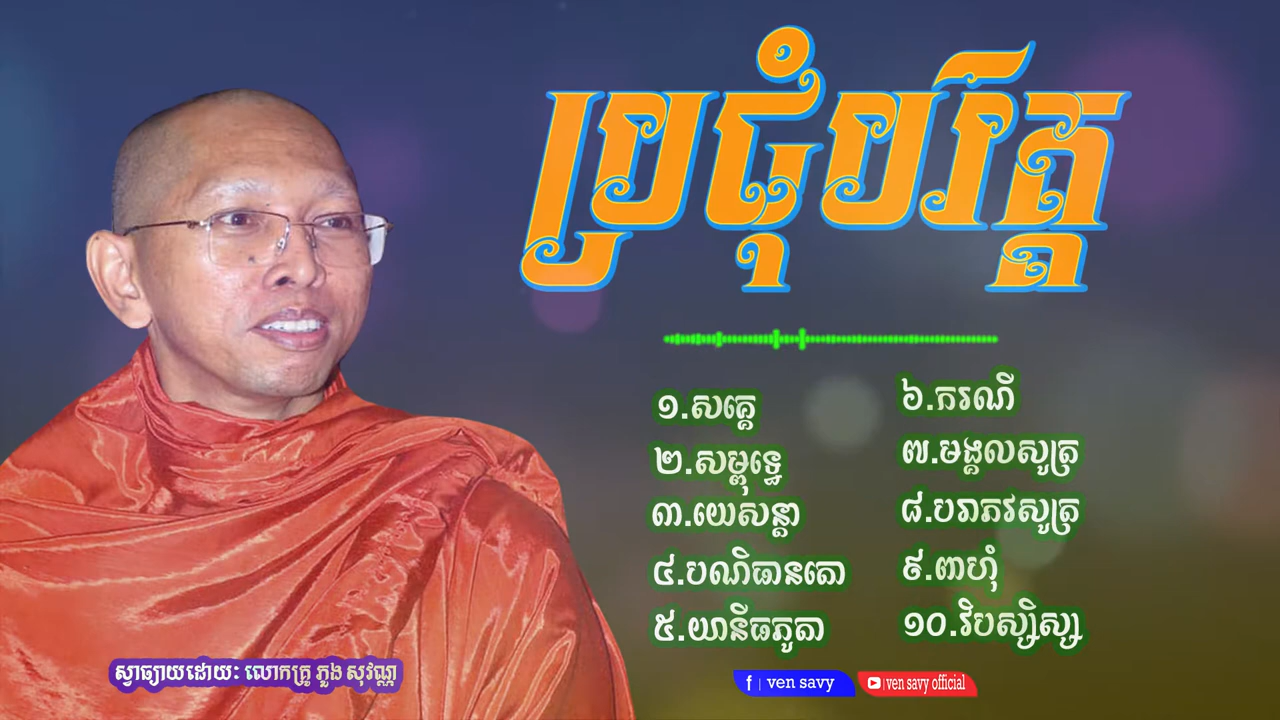 ប្រជុំបរិត្ត
១.សគ្គេ
២.សម្ពុទ្ធេ
៣.យេសន្តា
៤.បណិធានតោ
៥.យានីធភូតា
៦.ករណី
៧.មង្គលសូត្រ
៨.បរាភវសូត្រ
៩.ពាហុំ
១០.វិបស្សិស្ស
ស្វាធ្យាយដោយៈ លោកគ្រូ ភួង សុវណ្ណ
ven savy
ven savy official